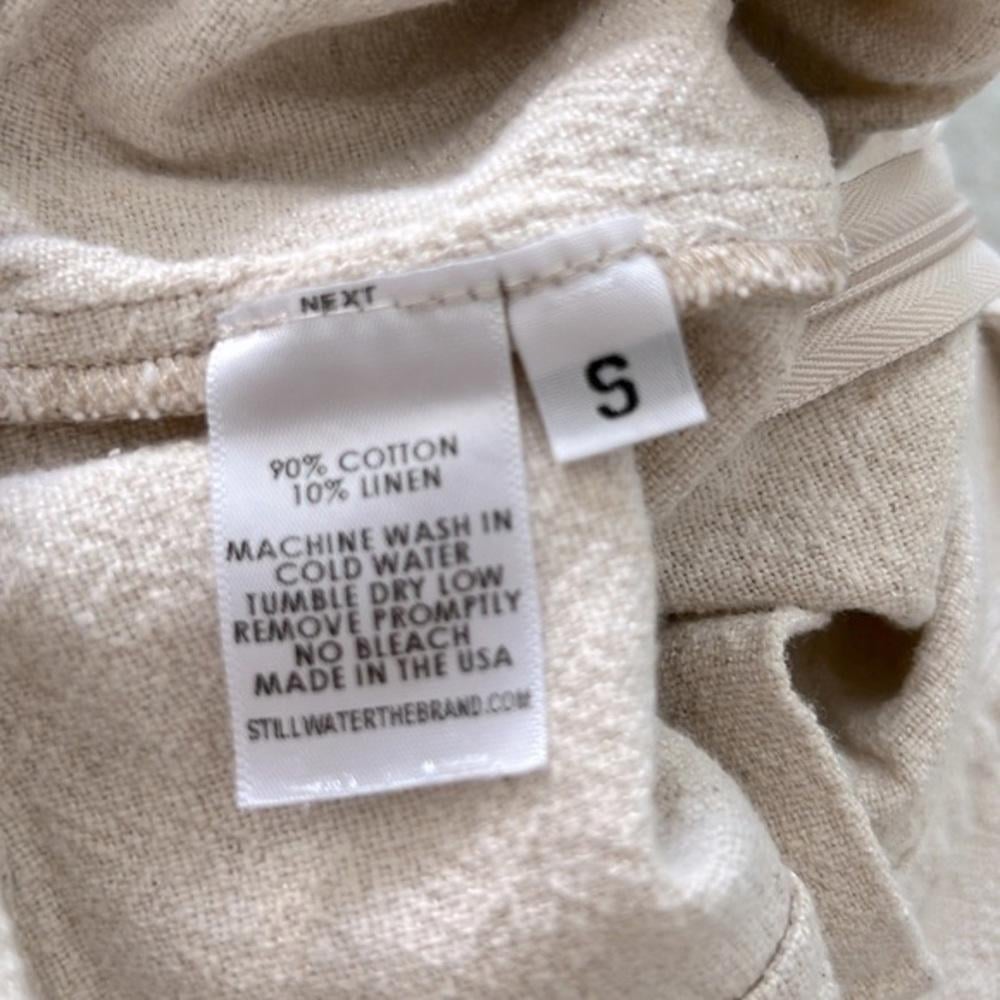 NEXT
S
90% COTTON
10% LINEN
MACHINE WASH IN
COLD WATER
TUMBLE DRY LOW
REMOVE PROMPTLY
NO BLEACH
MADE IN THE USA
STILLWATERTHEBRAND.COM